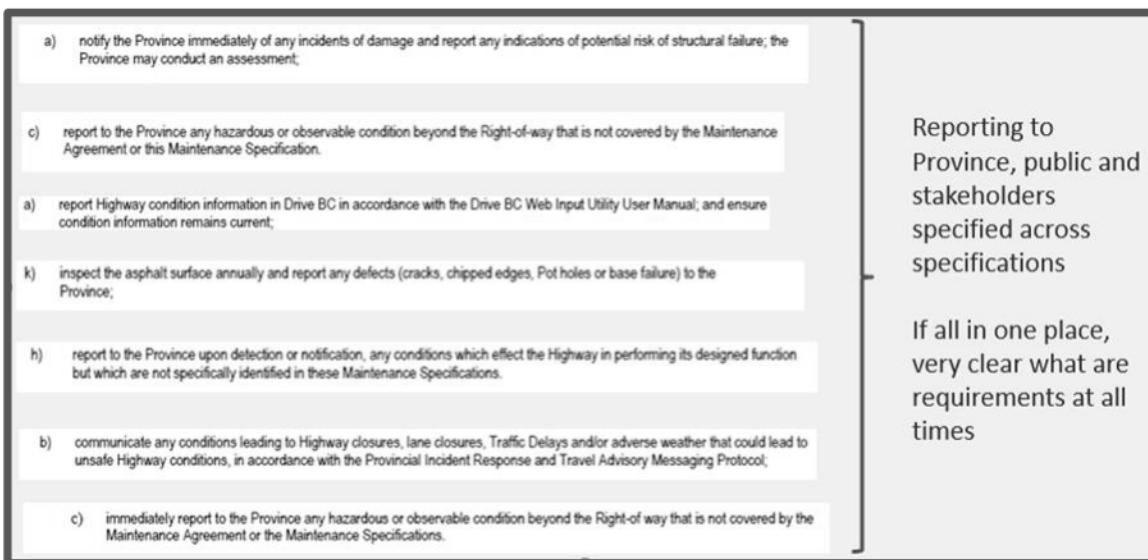 a) notify the Province immediately of any incidents of damage and report any indications of potential risk of structural failure; the
Province may conduct an assessment;
c) report to the Province any hazardous or observable condition beyond the Right-of-way that is not covered by the Maintenance
Agreement or this Maintenance Specification.
a) report Highway condition information in Drive BC in accordance with the Drive BC Web Input Utility User Manual; and ensure
condition information remains current;
k) inspect the asphalt surface annually and report any defects (cracks, chipped edges, Pot holes or base failure) to the
Province;
h) report to the Province upon detection or notification, any conditions which effect the Highway in performing its designed function
but which are not specifically identified in these Maintenance Specifications.
b) communicate any conditions leading to Highway closures, lane closures, Traffic Delays and/or adverse weather that could lead to
unsafe Highway conditions, in accordance with the Provincial Incident Response and Travel Advisory Messaging Protocol;
c) immediately report to the Province any hazardous or observable condition beyond the Right-of way that is not covered by the
Maintenance Agreement or the Maintenance Specifications.
Reporting to
Province, public and
stakeholders
specified across
specifications
If all in one place,
very clear what are
requirements at all
times